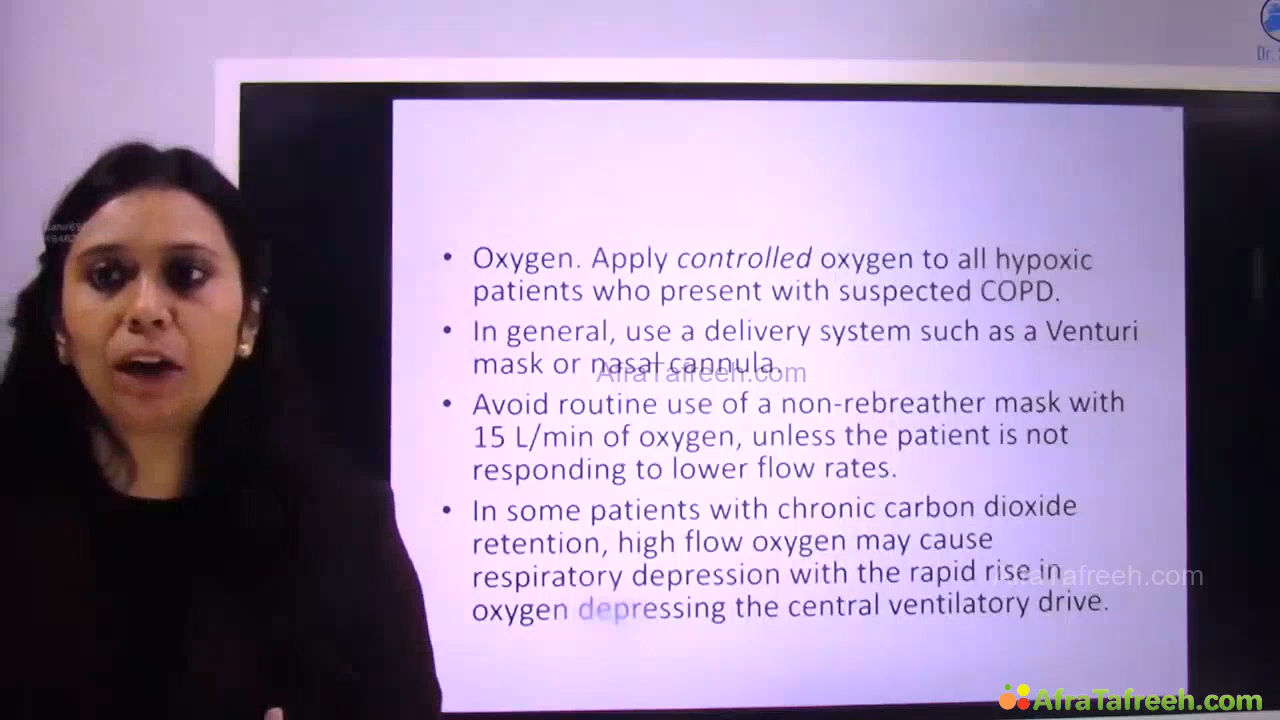 Dr.
• Oxygen. Apply controlled oxygen to all hypoxic
patients who present with suspected COPD.
• In general, use a delivery system such as a Venturi
mask or nasal cannula.
AfraTafreeh.com
• Avoid routine use of a non-rebreather mask with
15 L/min of oxygen, unless the patient is not
responding to lower flow rates.
• In some patients with chronic carbon dioxide
retention, high flow oxygen may cause
respiratory depression with the rapid rise in
AfraTafreeh.com
oxygen depressing the central ventilatory drive.
AfraTafreeh.com